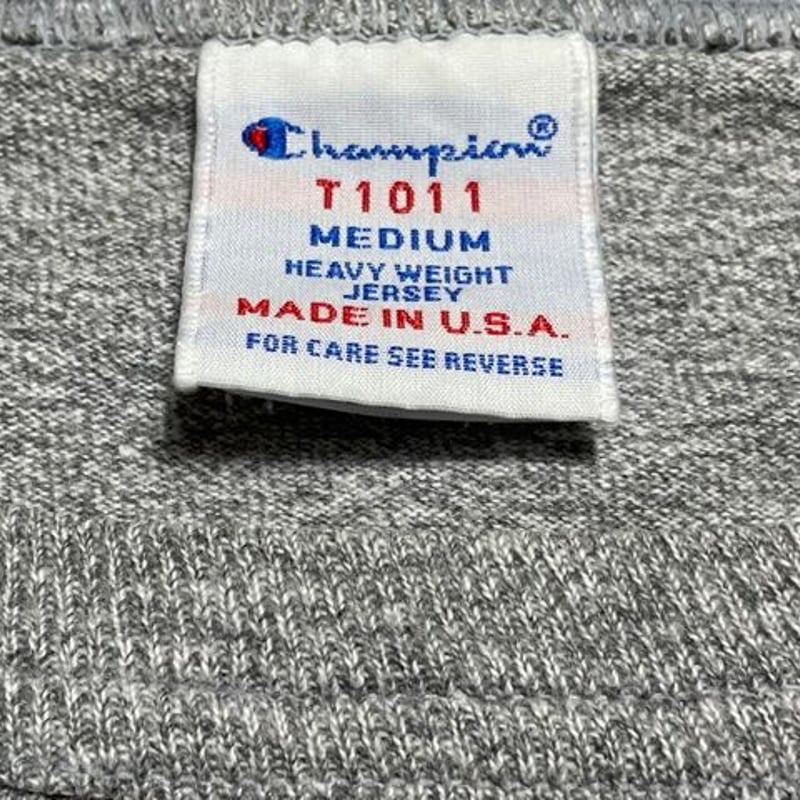 Champion®
T1011
MEDIUM
HEAVY WEIGHT
JERSEY
MADE IN U.S.A.
FOR CARE SEE REVERSE